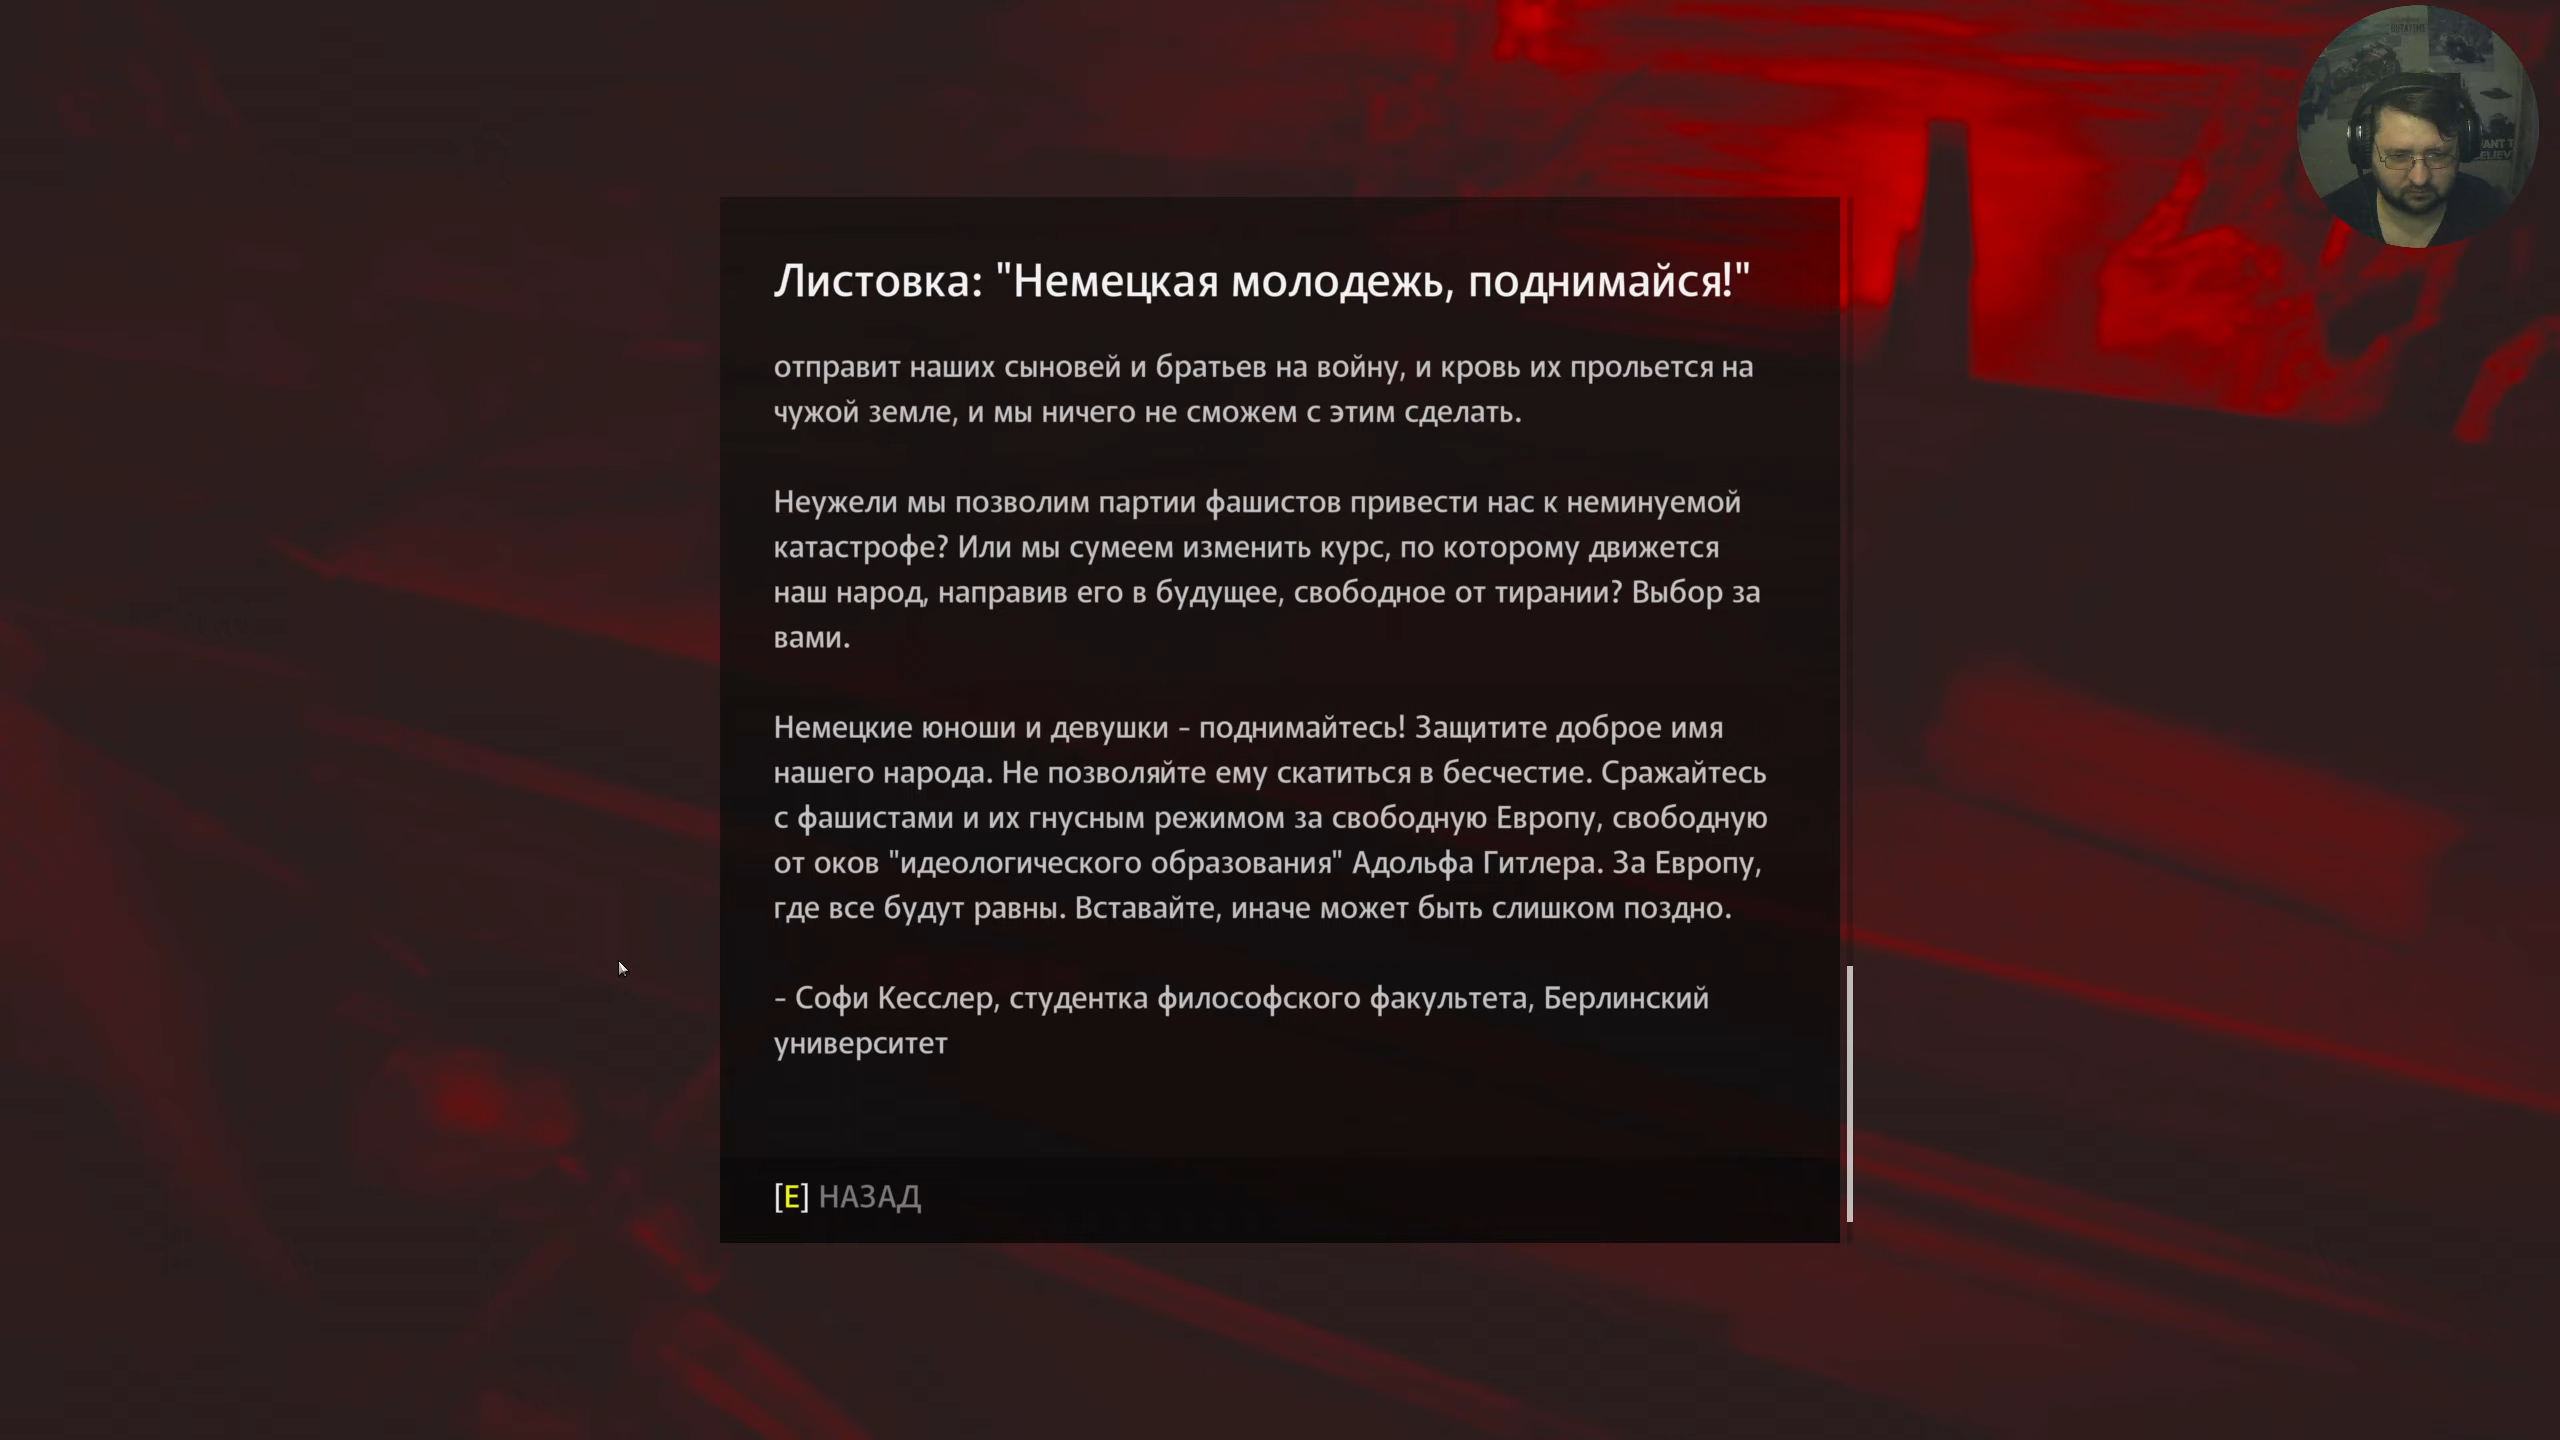 Листовка: "Немецкая молодежь, поднимайся!"
отправит наших сыновей и братьев на войну, и кровь их прольется на
чужой земле, и мы ничего не сможем с этим сделать.
Неужели мы позволим партии фашистов привести нас к неминуемой
катастрофе? Или мы сумеем изменить курс, по которому движется
наш народ, направив его в будущее, свободное от тирании? Выбор за
вами.
Немецкие юноши и девушки - поднимайтесь! Защитите доброе имя
нашего народа. Не позволяйте ему скатиться в бесчестие. Сражайтесь
с фашистами и их гнусным режимом за свободную Европу, свободную
от оков "идеологического образования" Адольфа Гитлера. За Европу,
где все будут равны. Вставайте, иначе может быть слишком поздно.
- Софи Кесслер, студентка философского факультета, Берлинский
университет
[E] НАЗАД